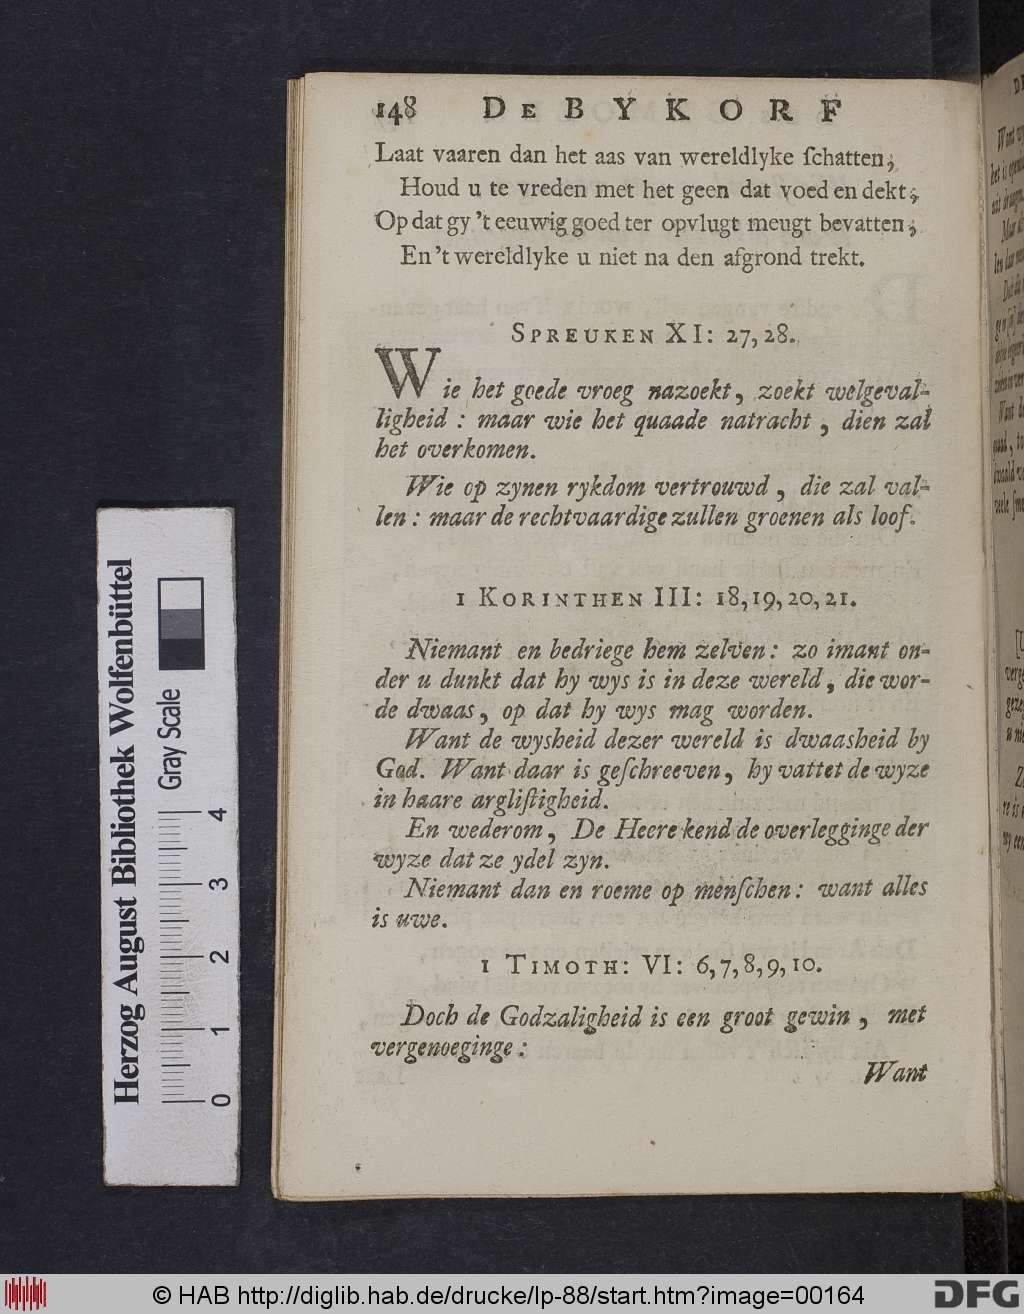 148 DE BYKORF
Laat vaaren dan het aas van wereldlyke ſchatten,
Houd u te vreden met het geen dat voed en dekt;
Op dat gy 't eeuwig goed ter opvlugt meugt bevatten,
En 't wereldlyke u niet na den afgrond trekt.
SPREUKEN XI: 27, 28.
Wie het goede vroeg nazoekt, zoekt welgeval-
ligheid : maar wie het quaade natracht, dien zal
het overkomen.
Wie op zynen rykdom vertrouwd, die zal val-
len : maar de rechtvaardige zullen groenen als loof.
1 KORINTHEN III: 18, 19, 20, 21.
Niemant en bedriege hem zelven : zo imant on-
der u dunkt dat hy wys is in deze wereld, die wor-
de dwaas, op dat hy wys mag worden.
Want de wysheid dezer wereld is dwaasheid by
God. Want daar is geſchreeven, hy vattet de wyze
in haare argliſtigheid.
En wederom, De Heere kend de overlegginge der
wyze dat ze ydel zyn.
Niemant dan en roeme op menſchen : want alles
is uwe.
1 TIMOTH: VI: 6, 7, 8, 9, 10.
Doch de Godzaligheid is een groot gewin, met
vergenoeginge :
Want
Herzog August Bibliothek Wolfenbüttel
Gray Scale
0 1 2 3 4
© HAB http://diglib.hab.de/drucke/lp-88/start.htm?image=00164
DFG